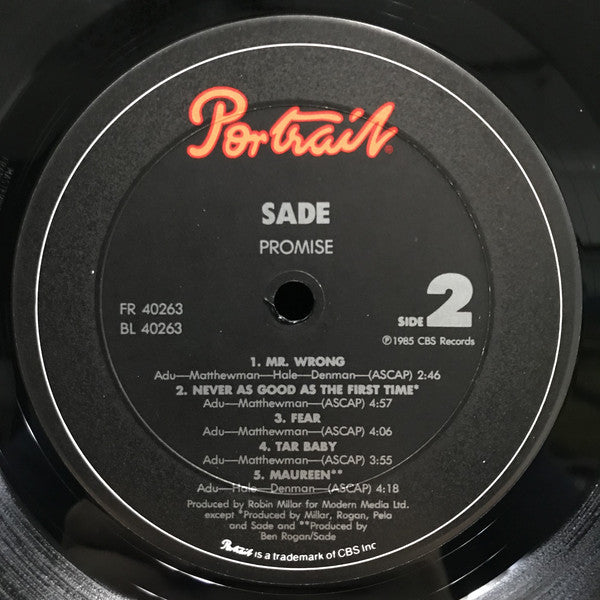 Portrait®
SADE
PROMISE
FR 40263
BL 40263
SIDE 2
℗1985 CBS Records
1. MR. WRONG
Adu—Matthewman—Hale—Denman—(ASCAP) 2:46
2. NEVER AS GOOD AS THE FIRST TIME*
Adu—Matthewman—(ASCAP) 4:57
3. FEAR
Adu—Matthewman—(ASCAP) 4:06
4. TAR BABY
Adu—Matthewman—(ASCAP) 3:55
5. MAUREEN**
Adu—Hale—Denman—(ASCAP) 4:18
Produced by Robin Millar for Modern Media Ltd.
except *Produced by Millar, Rogan, Pela
and Sade and **Produced by
Ben Rogan/Sade
Portrait is a trademark of CBS Inc